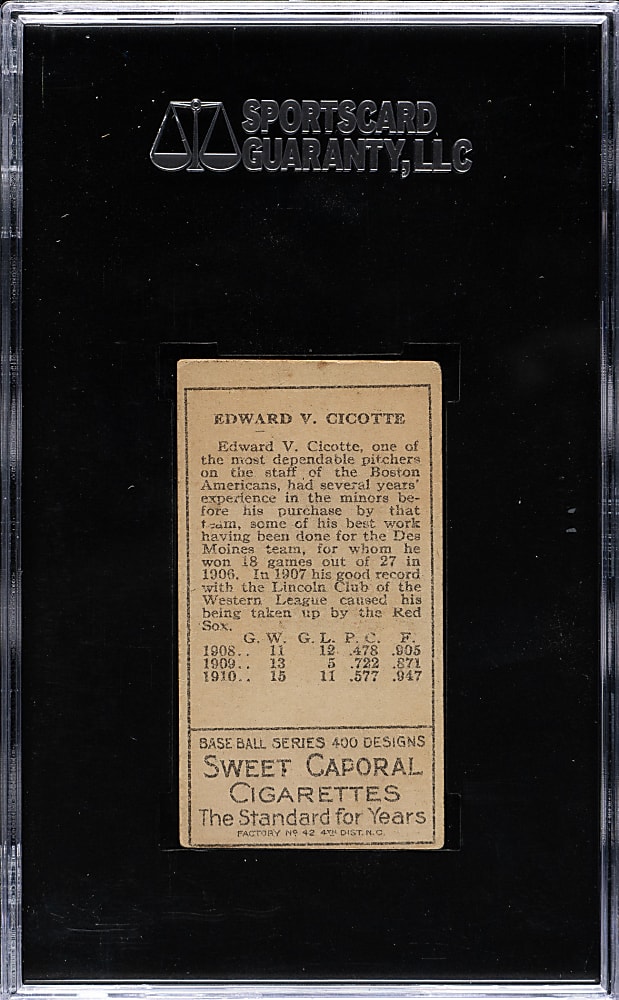 SPORTSCARD
GUARANTY, LLC
EDWARD V. CICOTTE
Edward V. Cicotte, one of
the most dependable pitchers
on the staff of the Boston
Americans, had several years'
experience in the minors be-
fore his purchase by that
team, some of his best work
having been done for the Des
Moines team, for whom he
won 18 games out of 27 in
1906. In 1907 his good record
with the Lincoln Club of the
Western League caused his
being taken up by the Red
Sox.
G. W. G. L. P. C. F.
1908.. 11 12 .478 .905
1909.. 13 5 .722 .871
1910.. 15 11 .577 .947
BASE BALL SERIES 400 DESIGNS
SWEET CAPORAL
CIGARETTES
The Standard for Years
FACTORY Nº 42 4TH DIST. N.C.